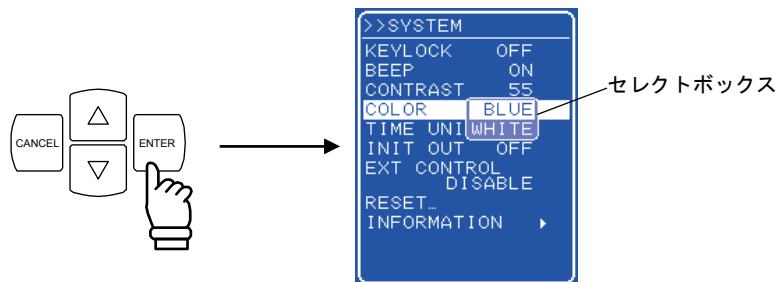 CANCEL
ENTER
>>SYSTEM
KEYLOCK OFF
BEEP ON
CONTRAST 55
COLOR BLUE
TIME UNI WHITE
INIT OUT OFF
EXT CONTROL
DISABLE
RESET…
INFORMATION
セレクトボックス